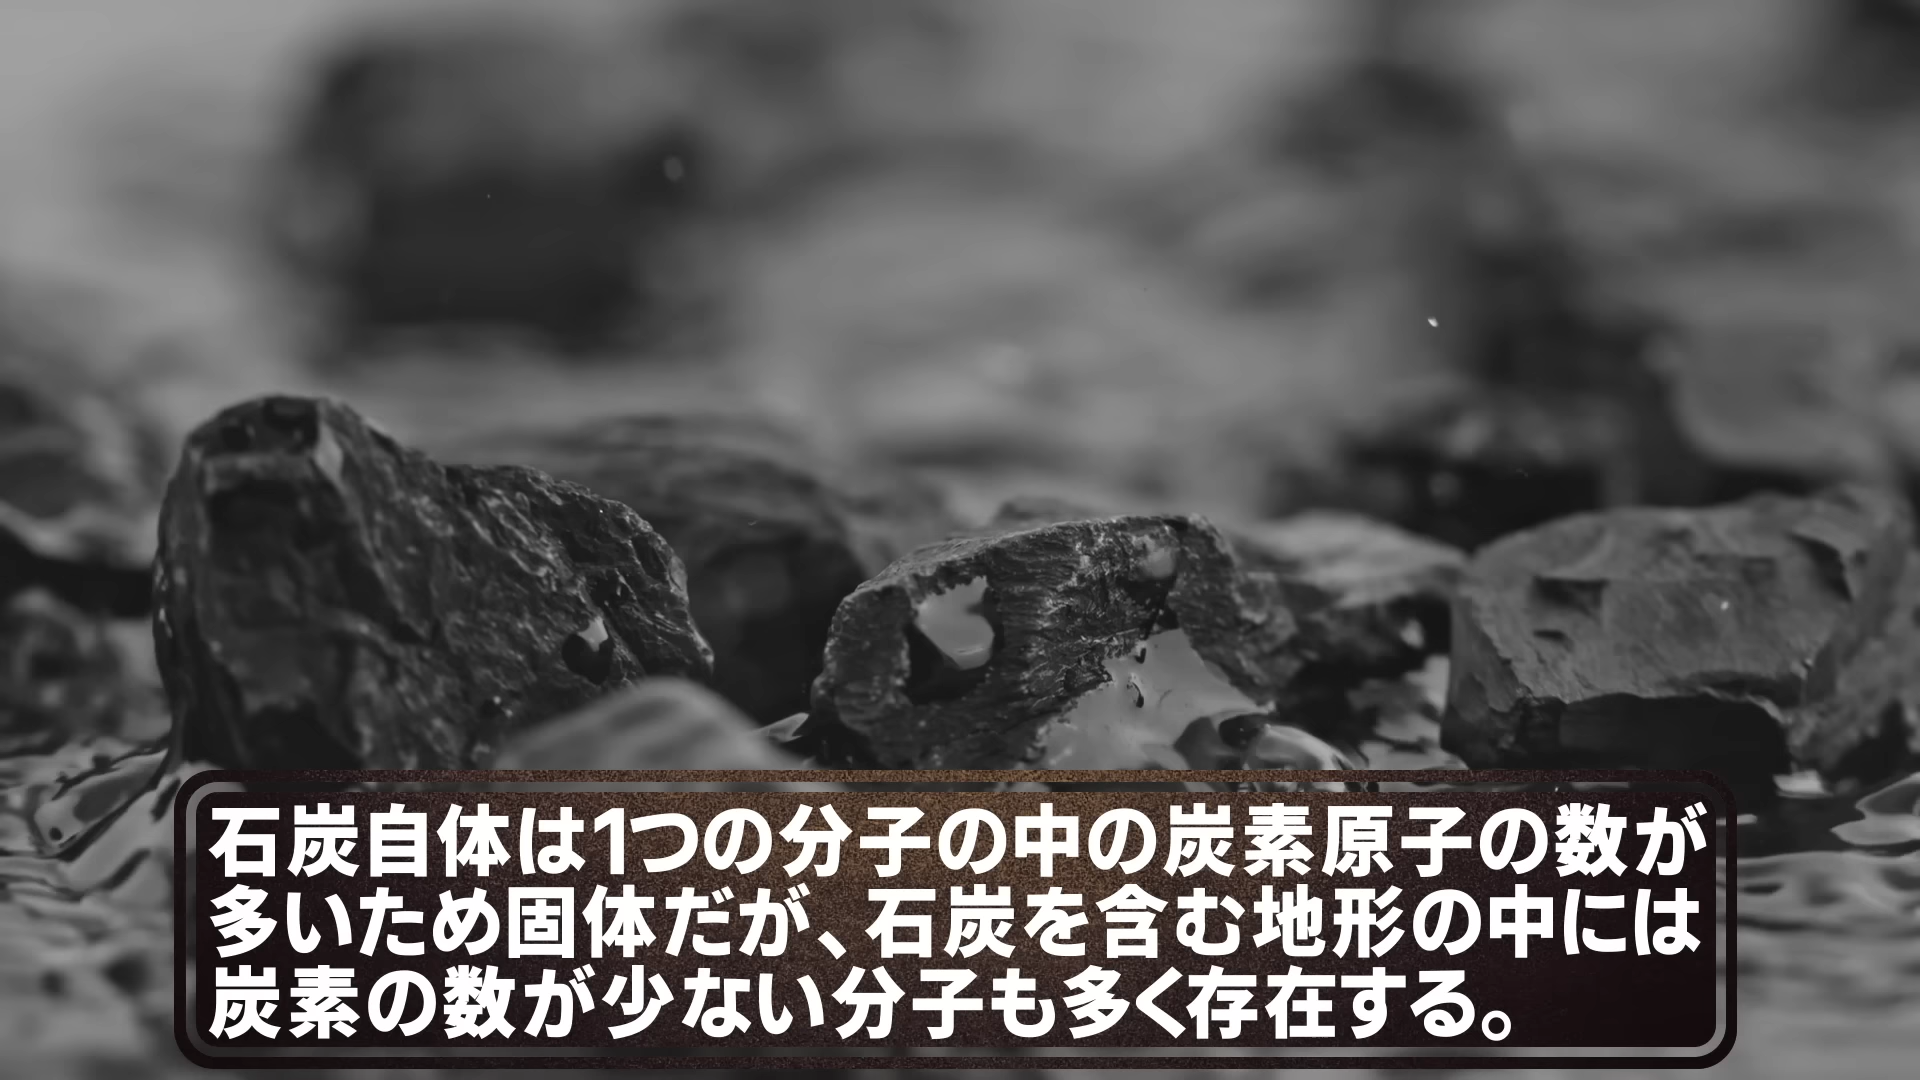 石炭自体は1つの分子の中の炭素原子の数が
多いため固体だが、石炭を含む地形の中には
炭素の数が少ない分子も多く存在する。